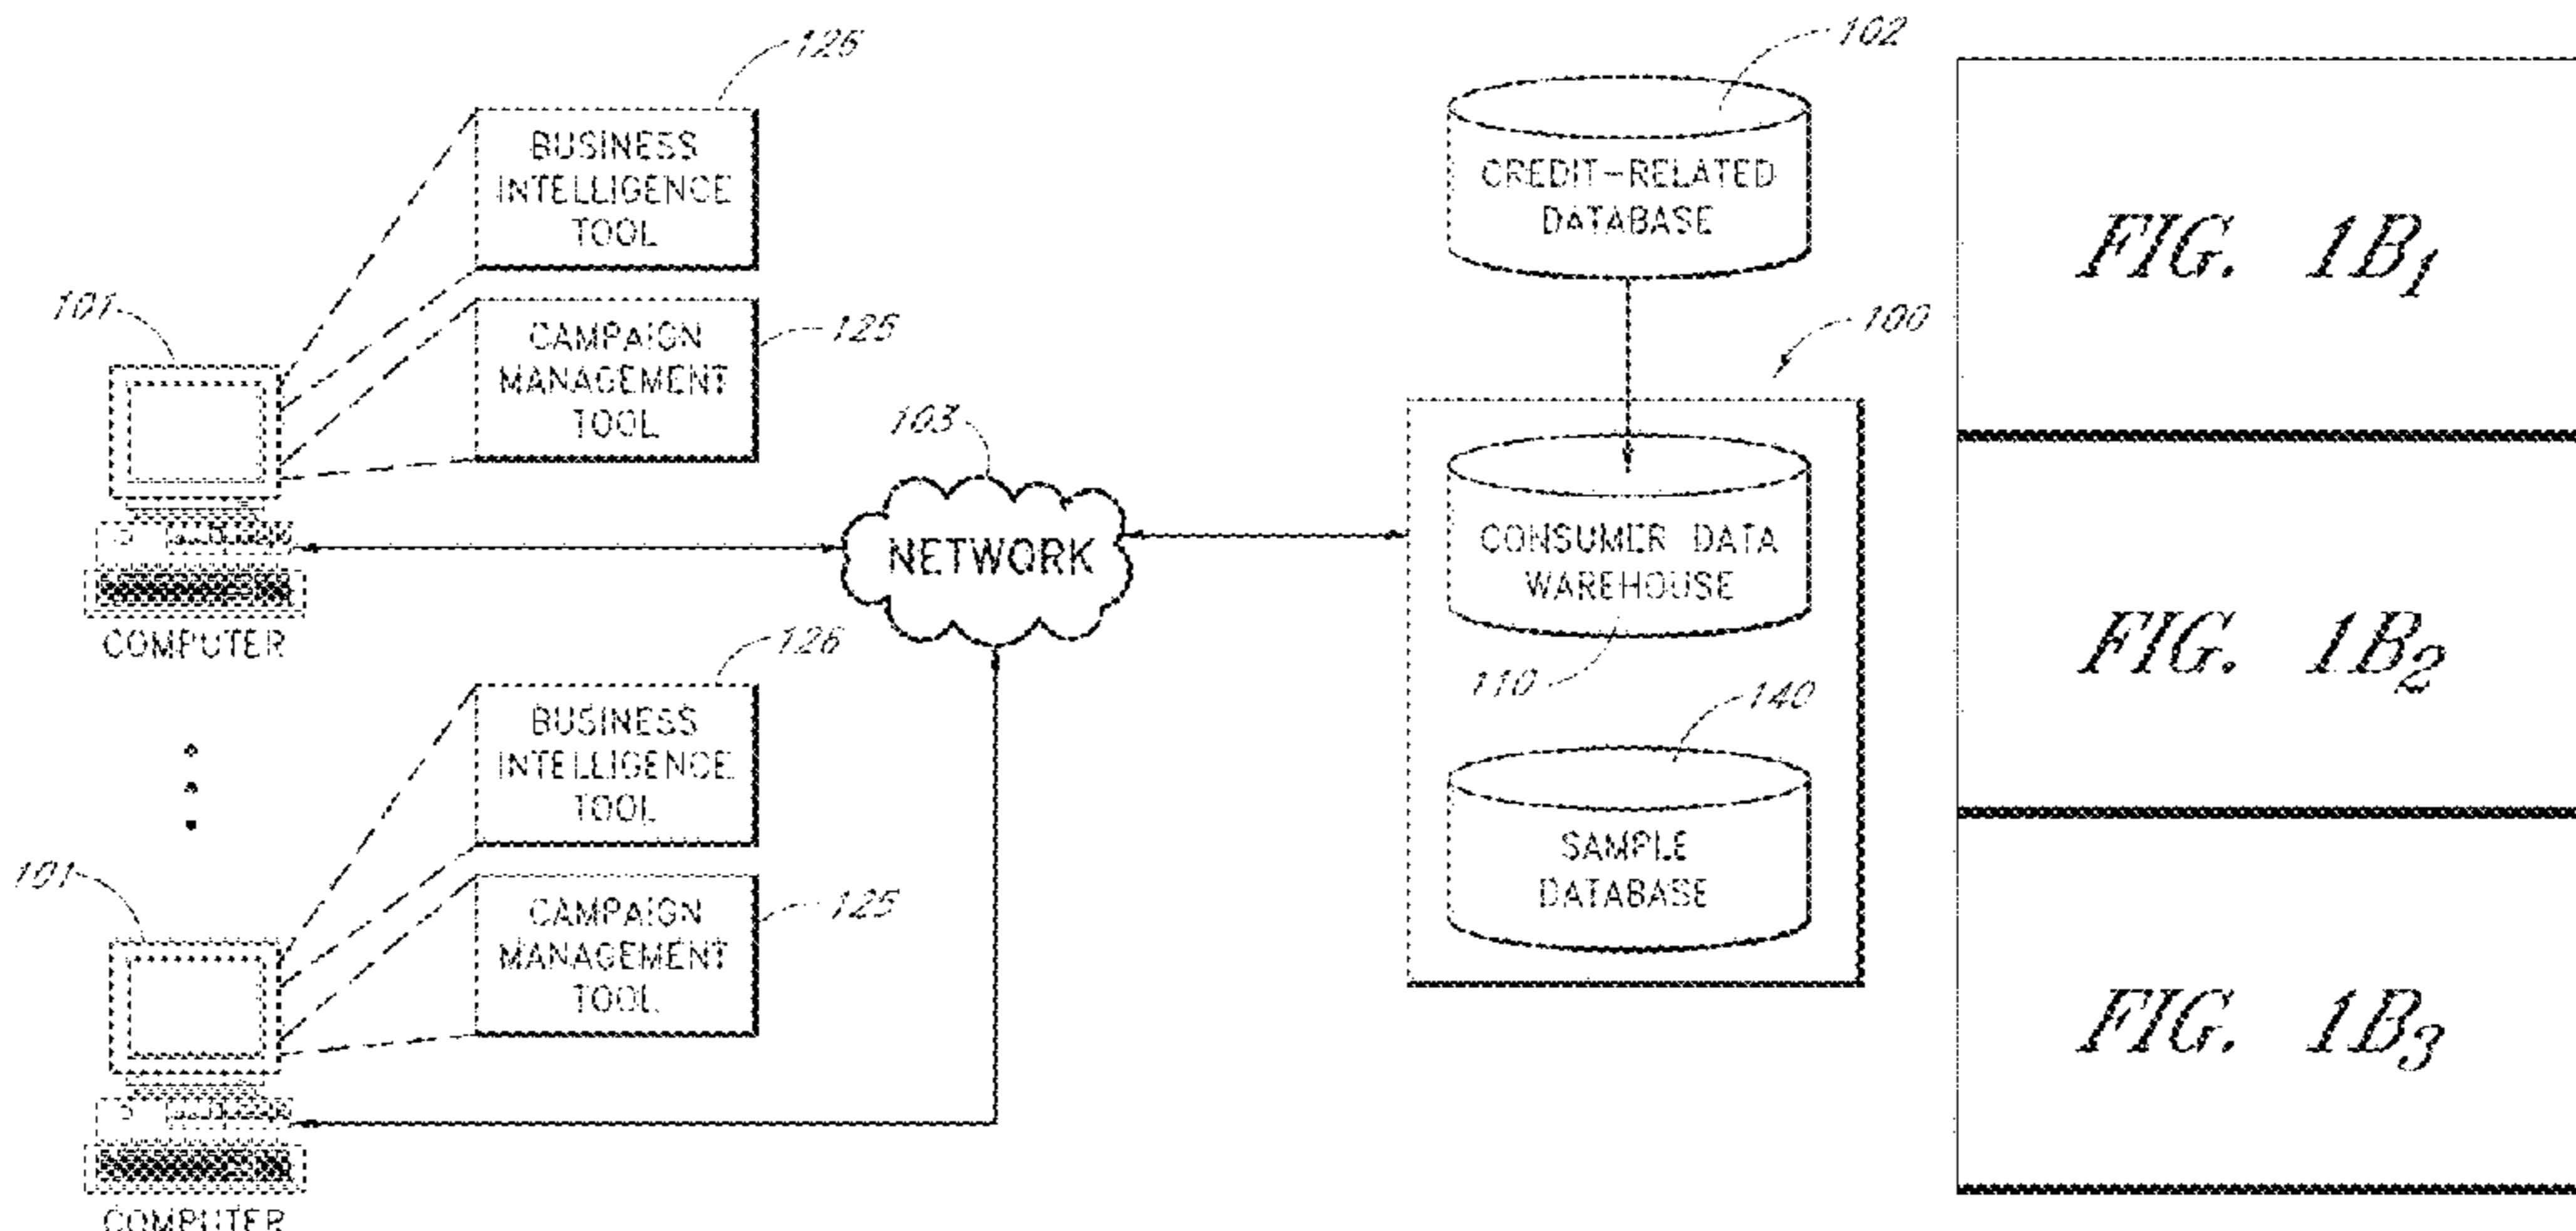 126
BUSINESS
INTELLIGENCE
TOOL
101
CAMPAIGN
MANAGEMENT
TOOL
125
COMPUTER
103
NETWORK
102
CREDIT-RELATED
DATABASE
100
CONSUMER DATA
WAREHOUSE
110
140
SAMPLE
DATABASE
126
BUSINESS
INTELLIGENCE
TOOL
101
CAMPAIGN
MANAGEMENT
TOOL
125
COMPUTER
FIG. 1B1
FIG. 1B2
FIG. 1B3